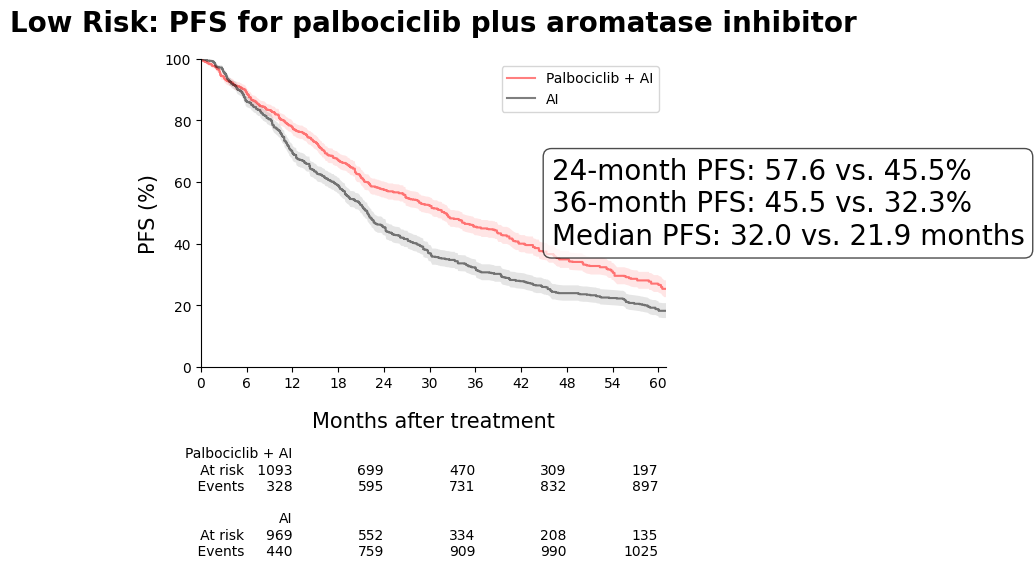 Low Risk: PFS for palbociclib plus aromatase inhibitor
100
80
60
40
20
0
PFS (%)
Palbociclib + AI
AI
24-month PFS: 57.6 vs. 45.5%
36-month PFS: 45.5 vs. 32.3%
Median PFS: 32.0 vs. 21.9 months
0 6 12 18 24 30 36 42 48 54 60
Months after treatment
Palbociclib + AI
At risk 1093 699 470 309 197
Events 328 595 731 832 897
AI
At risk 969 552 334 208 135
Events 440 759 909 990 1025